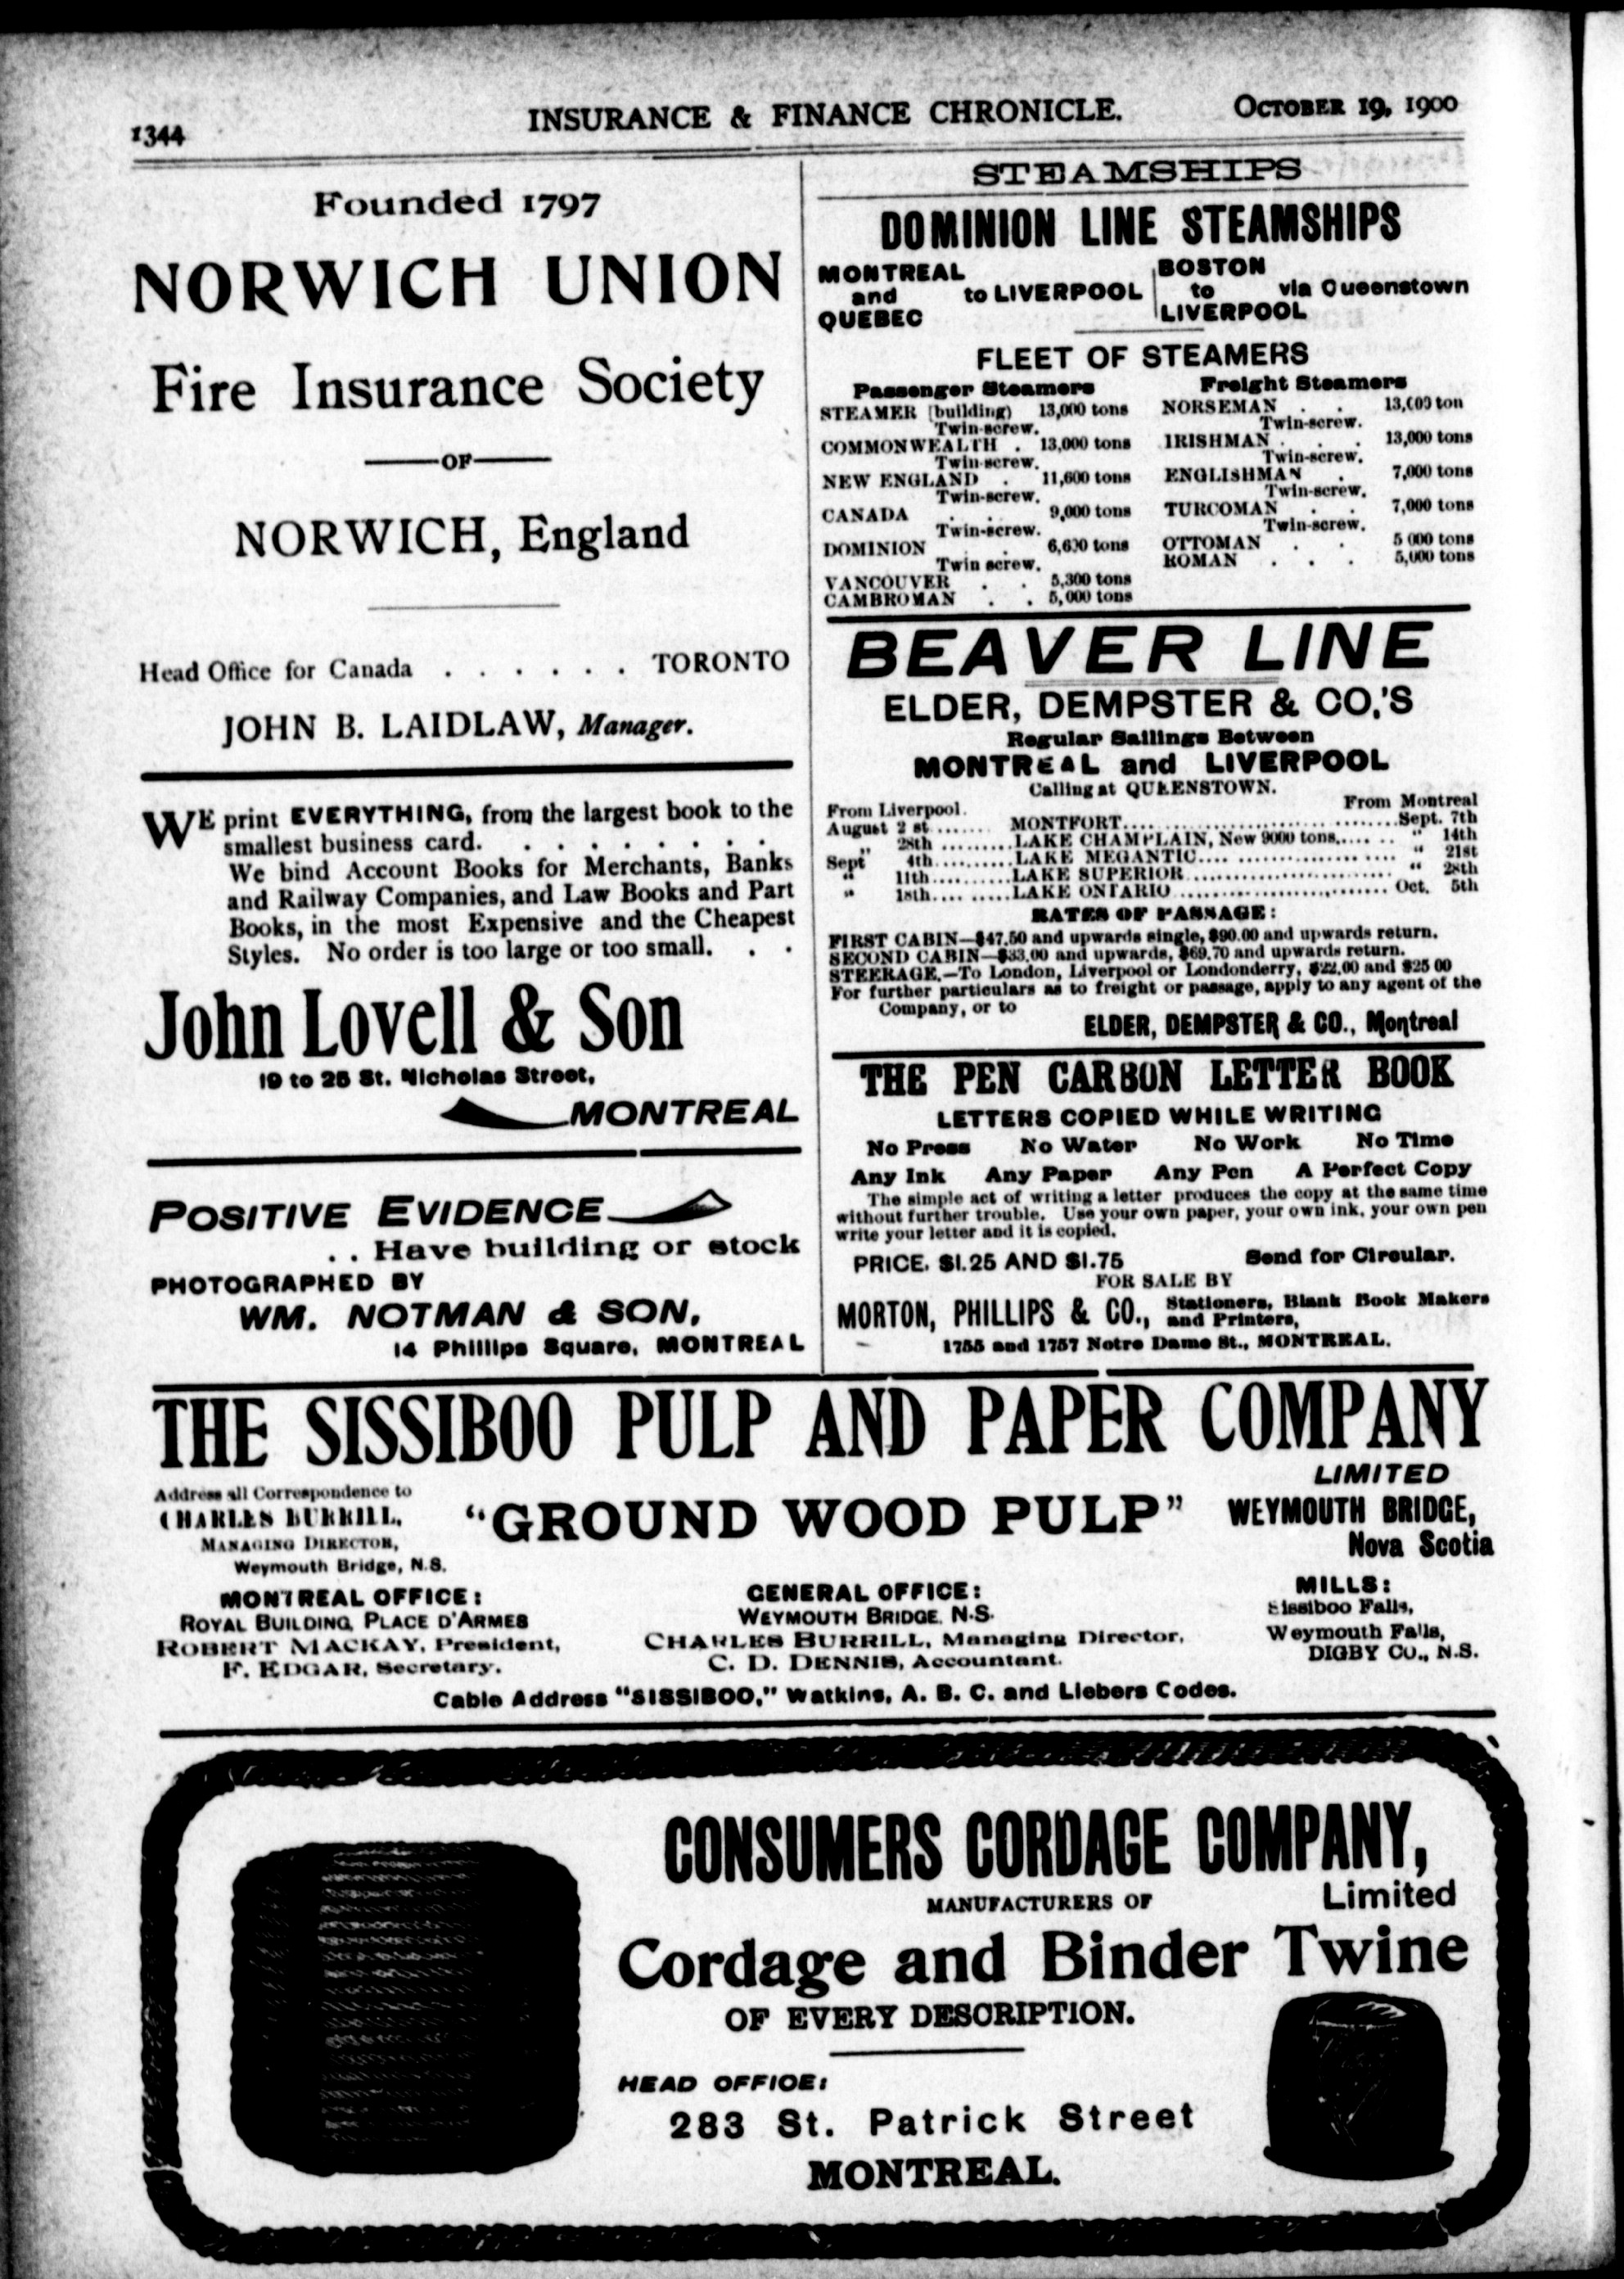 1344
INSURANCE & FINANCE CHRONICLE.
OCTOBER 19, 1900
Founded 1797
NORWICH UNION
Fire Insurance Society
OF
NORWICH, England
Head Office for Canada . . . . . . TORONTO
JOHN B. LAIDLAW, Manager.
WE print EVERYTHING, from the largest book to the
smallest business card. . . . . . . . . .
We bind Account Books for Merchants, Banks
and Railway Companies, and Law Books and Part
Books, in the most Expensive and the Cheapest
Styles. No order is too large or too small. . .
John Lovell & Son
19 to 25 St. Nicholas Street,
MONTREAL
POSITIVE EVIDENCE
. . Have building or stock
PHOTOGRAPHED BY
WM. NOTMAN & SON,
14 Phillips Square, MONTREAL
STEAMSHIPS
DOMINION LINE STEAMSHIPS
MONTREAL
and to LIVERPOOL
QUEBEC
BOSTON
to via Queenstown
LIVERPOOL
FLEET OF STEAMERS
Passenger Steamers
STEAMER (building) 13,000 tons
Twin-screw.
COMMONWEALTH . 13,000 tons
Twin-screw.
NEW ENGLAND . 11,600 tons
Twin-screw.
CANADA . . 9,000 tons
Twin-screw.
DOMINION . . 6,600 tons
Twin screw.
VANCOUVER . . 5,300 tons
CAMBROMAN . . 5,000 tons
Freight Steamers
NORSEMAN . . 13,000 ton
Twin-screw.
IRISHMAN . . . 13,000 tons
Twin-screw.
ENGLISHMAN . 7,000 tons
Twin-screw.
TURCOMAN . . 7,000 tons
Twin-screw.
OTTOMAN . . 5 000 tons
ROMAN . . . 5,000 tons
BEAVER LINE
ELDER, DEMPSTER & CO.'S
Regular Sailings Between
MONTREAL and LIVERPOOL
Calling at QUEENSTOWN.
From Liverpool. From Montreal
August 2 st ....... MONTFORT.... Sept. 7th
" 28th ......... LAKE CHAMPLAIN, New 9000 tons...... " 14th
Sept 4th.......... LAKE MEGANTIC.... " 21st
" 11th.......... LAKE SUPERIOR .... " 28th
" 18th.......... LAKE ONTARIO .... Oct. 5th
RATES OF PASSAGE:
FIRST CABIN—$47.50 and upwards single, $90.00 and upwards return.
SECOND CABIN—$33.00 and upwards, $69.70 and upwards return.
STEERAGE.—To London, Liverpool or Londonderry, $22.00 and $25 00
For further particulars as to freight or passage, apply to any agent of the
Company, or to
ELDER, DEMPSTER & CO., Montreal
THE PEN CARBON LETTER BOOK
LETTERS COPIED WHILE WRITING
No Press No Water No Work No Time
Any Ink Any Paper Any Pen A Perfect Copy
The simple act of writing a letter produces the copy at the same time
without further trouble. Use your own paper, your own ink, your own pen
write your letter and it is copied.
PRICE. $1.25 AND $1.75 Send for Circular.
FOR SALE BY
MORTON, PHILLIPS & CO., Stationers, Blank Book Makers
and Printers,
1755 and 1757 Notre Dame St., MONTREAL.
THE SISSIBOO PULP AND PAPER COMPANY
LIMITED
Address all Correspondence to
CHARLES BURRILL,
MANAGING DIRECTOR,
Weymouth Bridge, N.S.
"GROUND WOOD PULP"
WEYMOUTH BRIDGE,
Nova Scotia
MONTREAL OFFICE:
ROYAL BUILDING, PLACE D'ARMES
ROBERT MACKAY, President,
F. EDGAR, Secretary.
GENERAL OFFICE:
WEYMOUTH BRIDGE, N.S.
CHARLES BURRILL, Managing Director,
C. D. DENNIS, Accountant.
MILLS:
Sissiboo Falls,
Weymouth Falls,
DIGBY CO., N.S.
Cable Address "SISSIBOO," Watkins, A. B. C. and Liebers Codes.
CONSUMERS CORDAGE COMPANY,
Limited
MANUFACTURERS OF
Cordage and Binder Twine
OF EVERY DESCRIPTION.
HEAD OFFICE:
283 St. Patrick Street
MONTREAL.